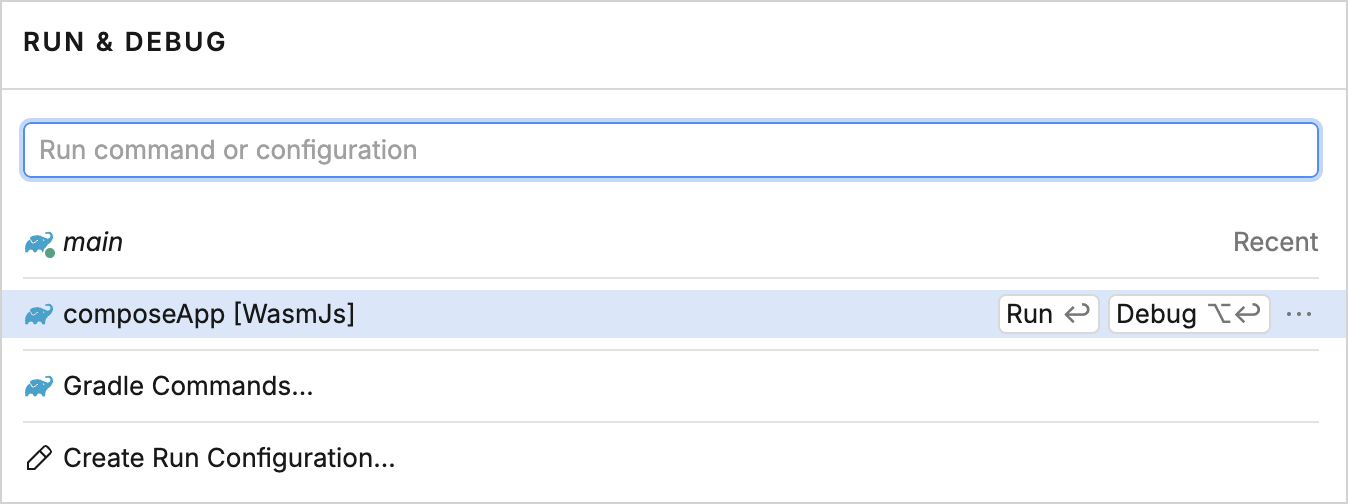 RUN & DEBUG
Run command or configuration
main Recent
composeApp [WasmJs] Run ↩ Debug ⌥↩ ···
Gradle Commands...
Create Run Configuration...